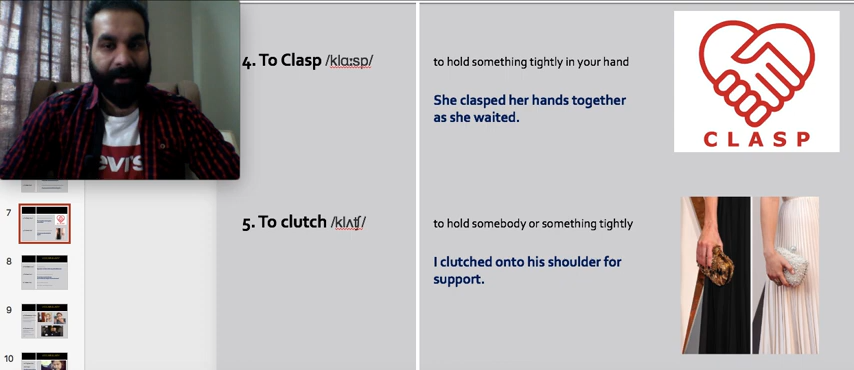 4. To Clasp /klɑːsp/
to hold something tightly in your hand
She clasped her hands together
as she waited.
CLASP
5. To clutch /klʌtʃ/
to hold somebody or something tightly
I clutched onto his shoulder for
support.
7
8
9
10